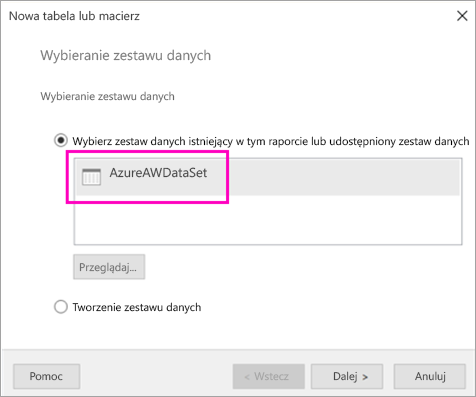 Nowa tabela lub macierz
Wybieranie zestawu danych
Wybieranie zestawu danych
Wybierz zestaw danych istniejący w tym raporcie lub udostępniony zestaw danych
AzureAWDataSet
Przeglądaj...
Tworzenie zestawu danych
Pomoc
< Wstecz
Dalej >
Anuluj